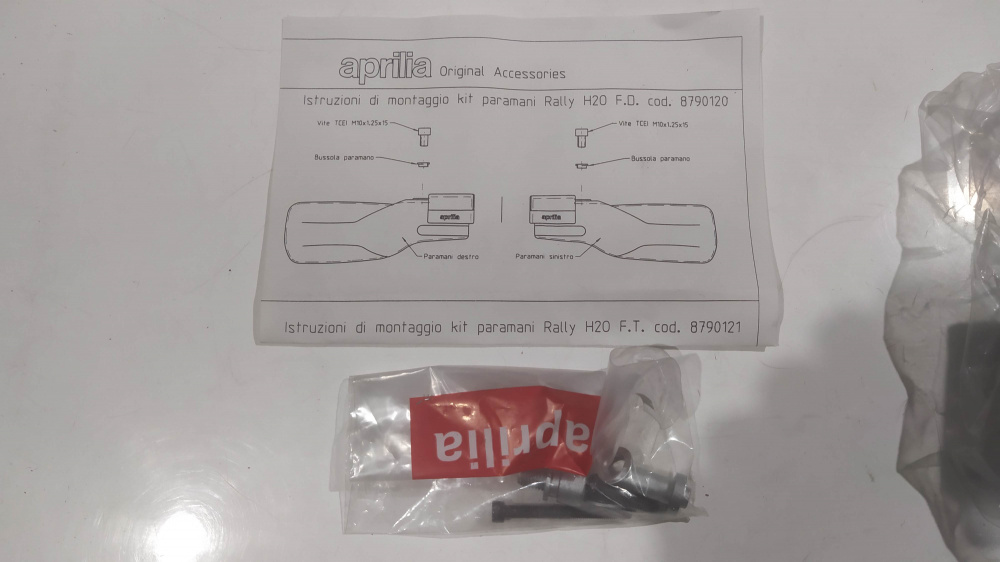 aprilia Original Accessories
Istruzioni di montaggio kit paramani Rally H2O F.D. cod. 8790120
Vite TCEI M10x1.25x15
Vite TCEI M10x1.25x15
Bussola paramano
Bussola paramano
aprilia
aprilia
Paramani destro
Paramani sinistro
Istruzioni di montaggio kit paramani Rally H2O F.T. cod. 8790121
aprilia